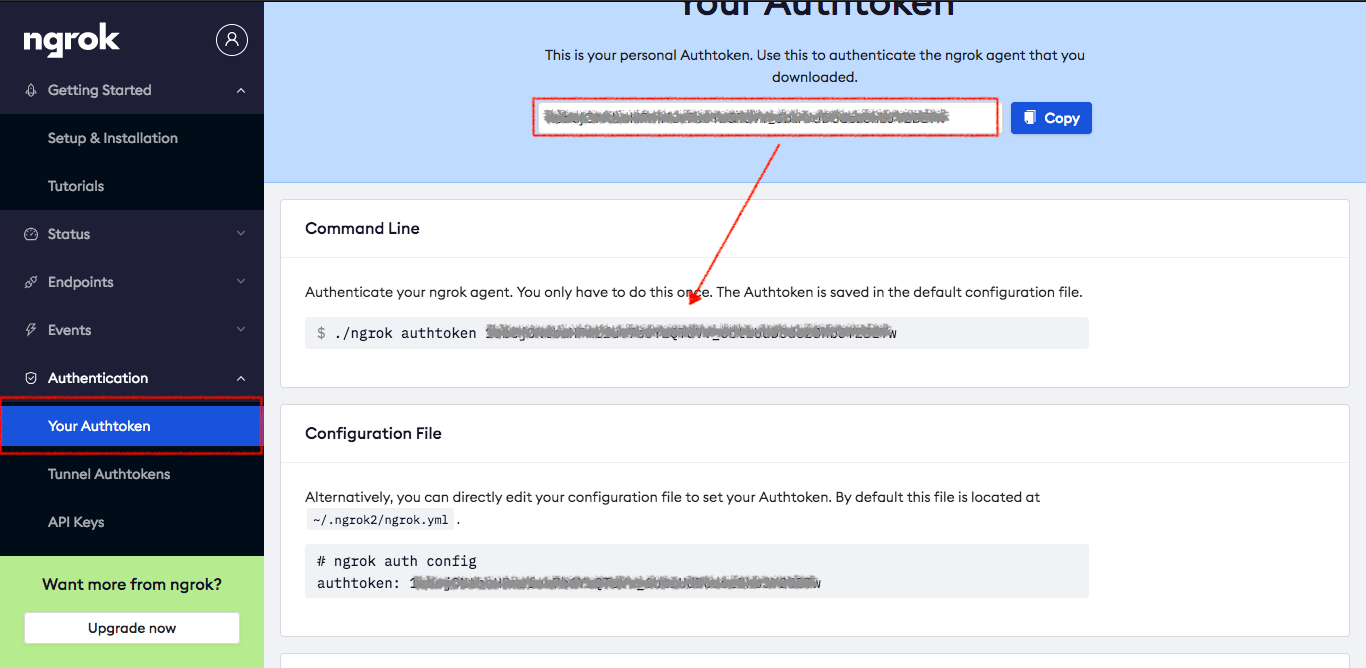 ngrok
Getting Started
Setup & Installation
Tutorials
Status
Endpoints
Events
Authentication
Your Authtoken
Tunnel Authtokens
API Keys
Want more from ngrok?
Upgrade now
Your Authtoken
This is your personal Authtoken. Use this to authenticate the ngrok agent that you
downloaded.
Copy
Command Line
Authenticate your ngrok agent. You only have to do this once. The Authtoken is saved in the default configuration file.
$ ./ngrok authtoken
Configuration File
Alternatively, you can directly edit your configuration file to set your Authtoken. By default this file is located at
~/.ngrok2/ngrok.yml .
# ngrok auth config
authtoken: